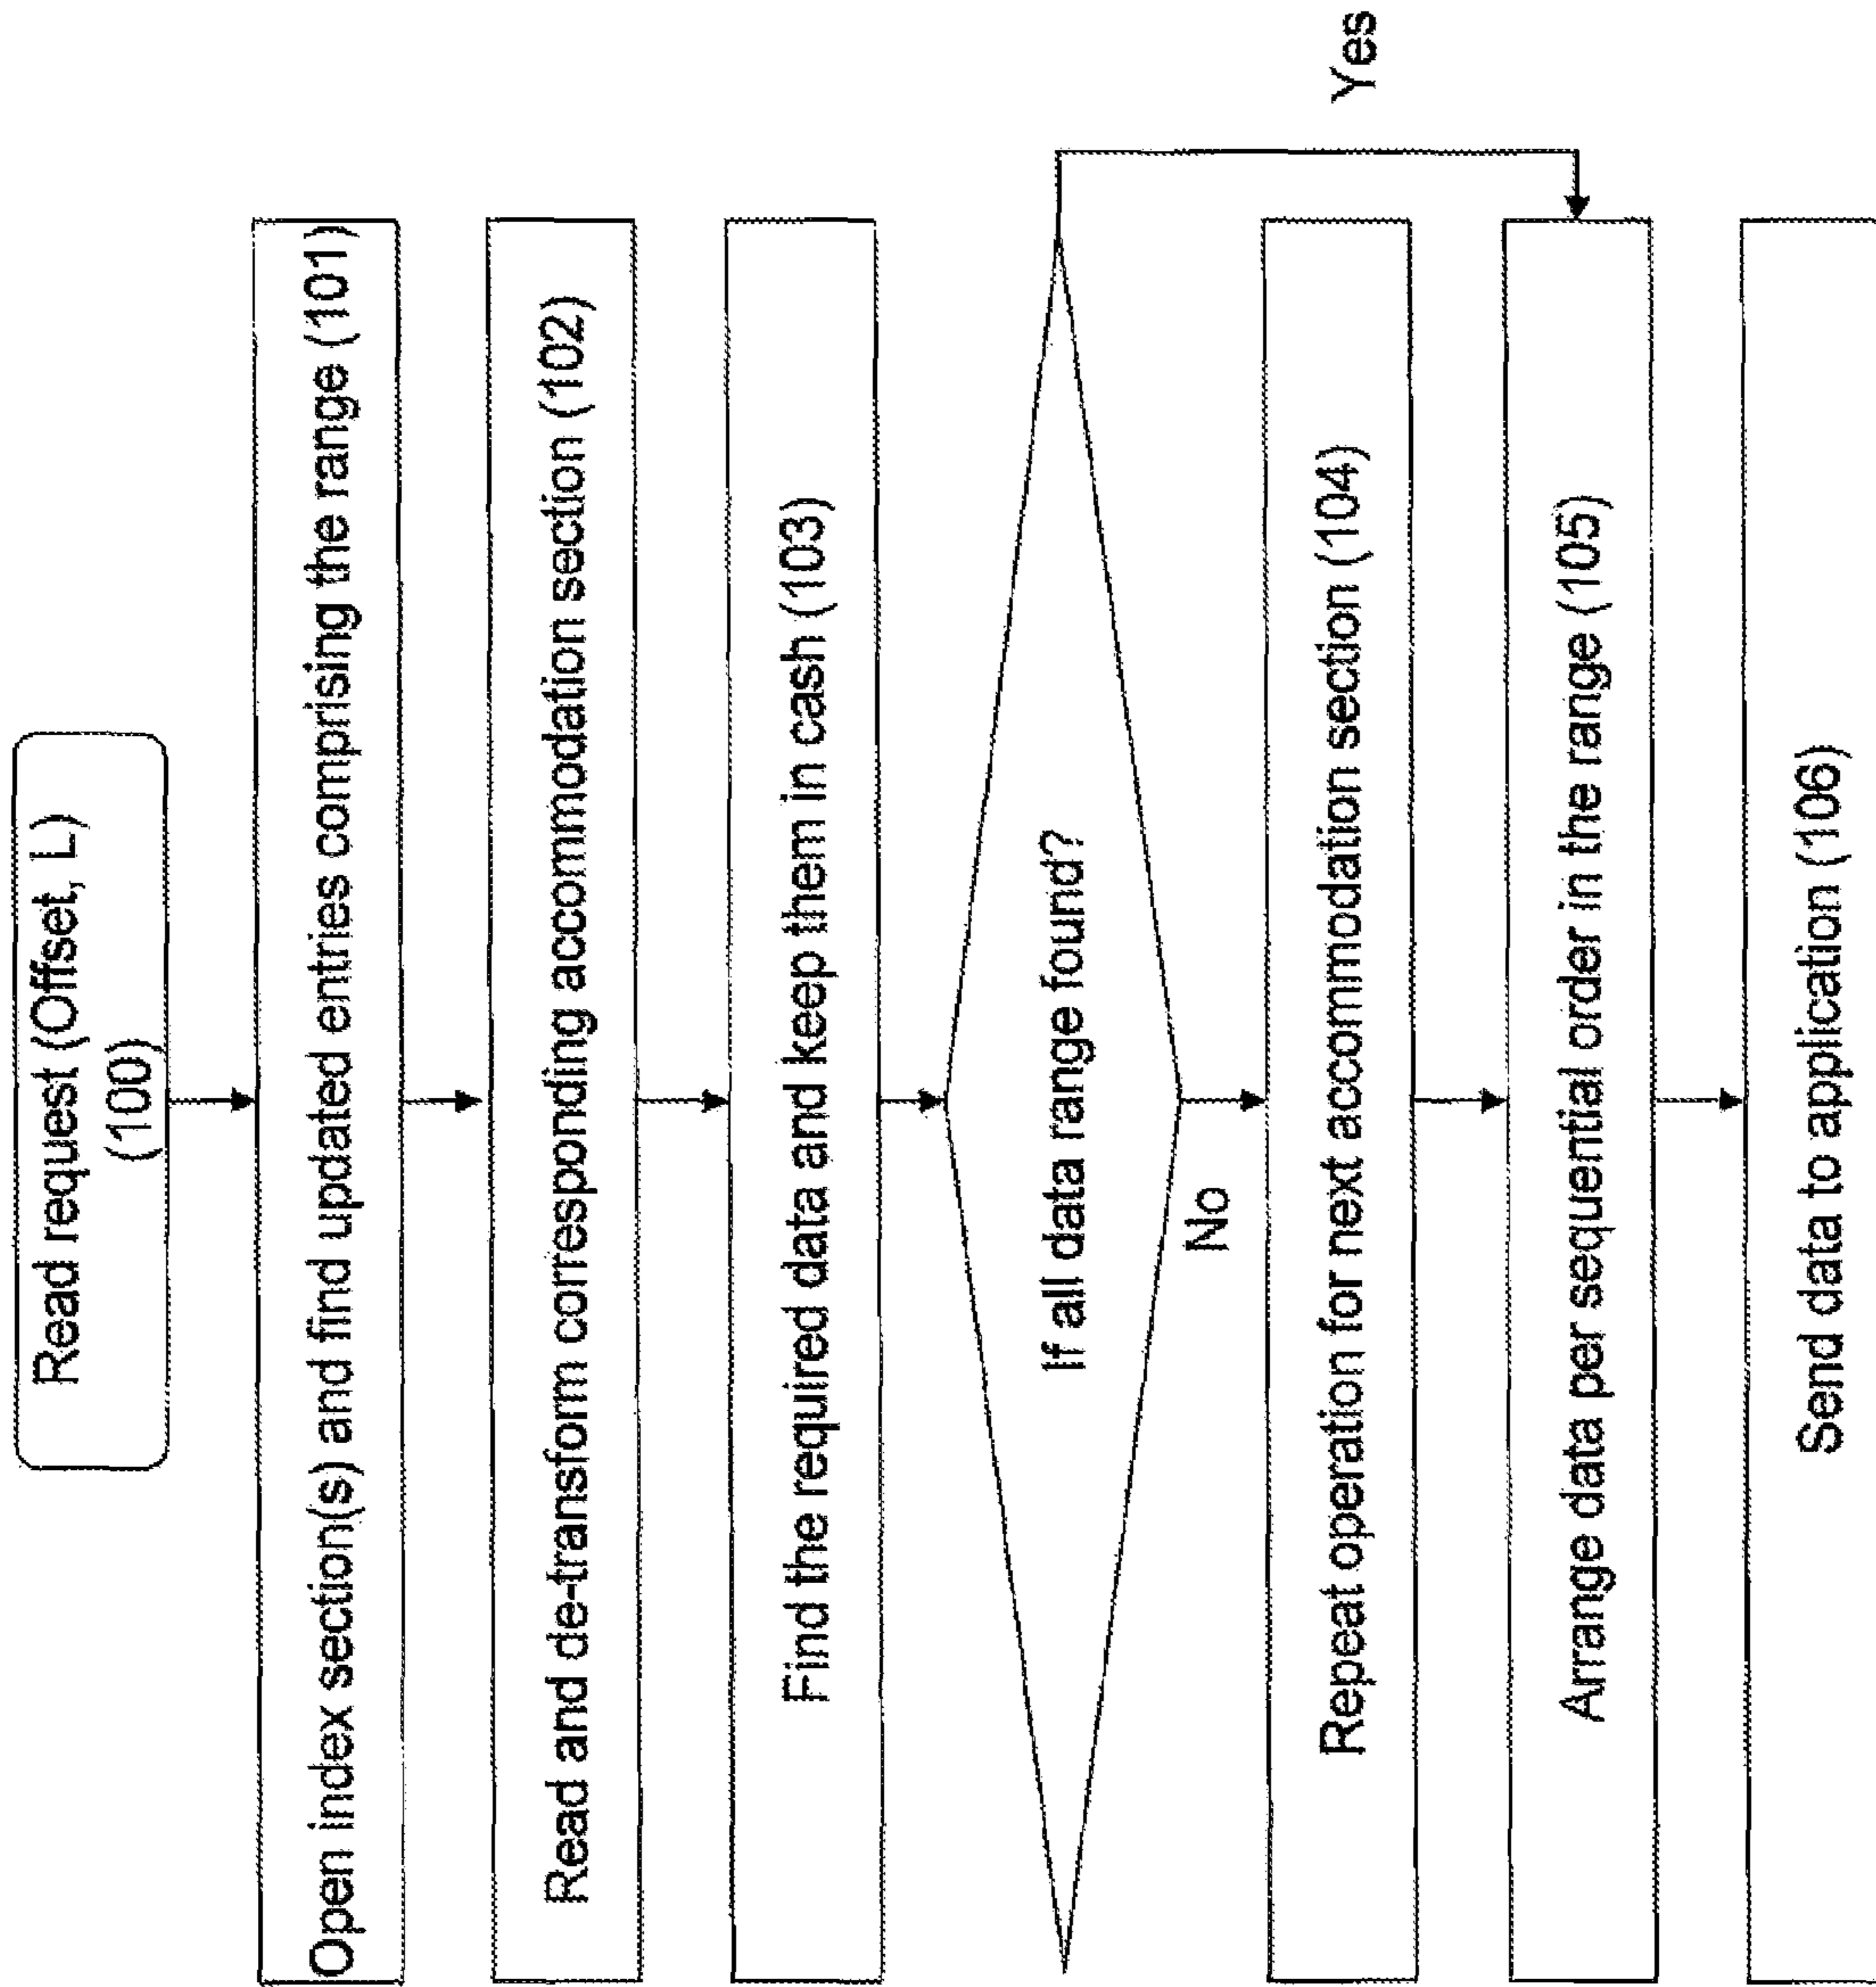 Read request (Offset, L)
(100)
Open index section(s) and find updated entries comprising the range (101)
Read and de-transform corresponding accommodation section (102)
Find the required data and keep them in cash (103)
If all data range found?
Yes
No
Repeat operation for next accommodation section (104)
Arrange data per sequential order in the range (105)
Send data to application (106)